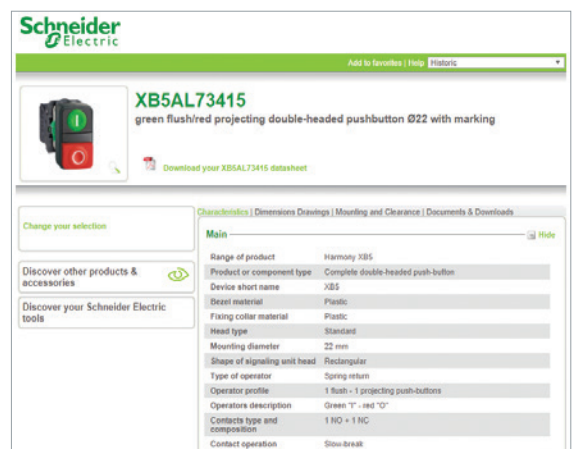 Schneider
Electric
Add to favorites | Help Historic
XB5AL73415
green flush/red projecting double-headed pushbutton Ø22 with marking
Download your XB5AL73415 datasheet
Characteristics | Dimensions Drawings | Mounting and Clearance | Documents & Downloads
Change your selection
Discover other products & accessories
Discover your Schneider Electric tools
Main
Hide
Range of product Harmony XB5
Product or component type Complete double-headed push-button
Device short name XB5
Bezel material Plastic
Fixing collar material Plastic
Head type Standard
Mounting diameter 22 mm
Shape of signaling unit head Rectangular
Type of operator Spring return
Operator profile 1 flush - 1 projecting push-buttons
Operators description Green "I" - red "O"
Contacts type and composition 1 NO + 1 NC
Contact operation Slow-break